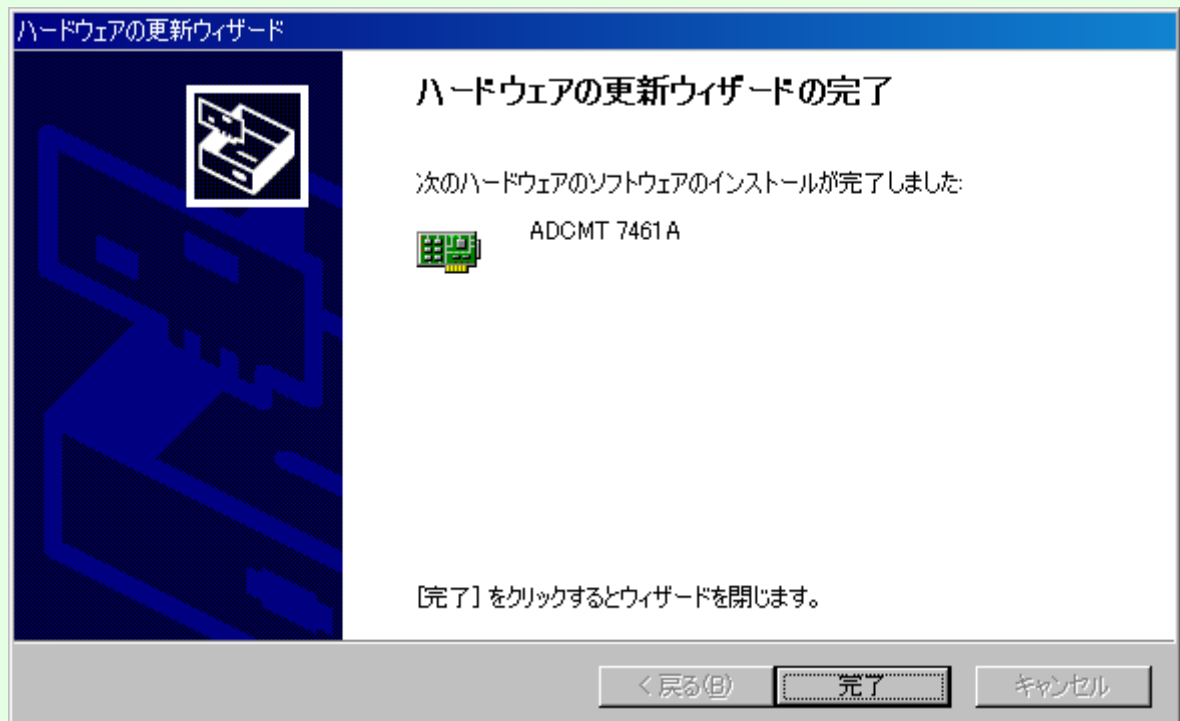 ハードウェアの更新ウィザード
ハードウェアの更新ウィザードの完了
次のハードウェアのソフトウェアのインストールが完了しました:
ADCMT 7461A
[完了] をクリックするとウィザードを閉じます。
< 戻る(B)
完了
キャンセル